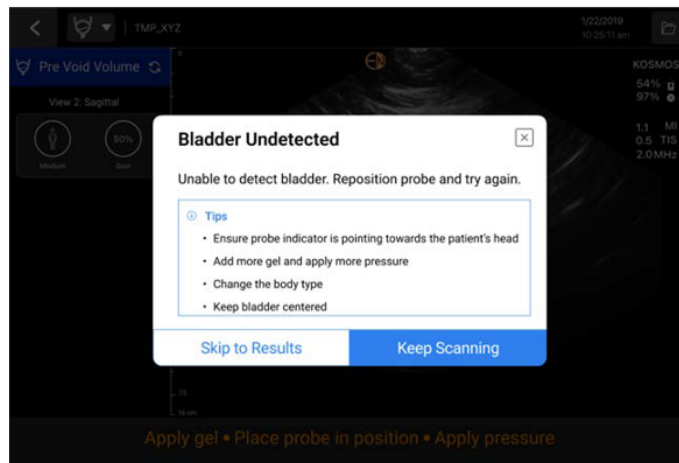 TMP_XYZ
1/22/2019
10:25:11 am
Pre Void Volume
KOSMOS
View 2: Sagittal
54%
97%
50%
Medium
Gain
1.1 MI
0.5 TIS
2.0MHz
Bladder Undetected
Unable to detect bladder. Reposition probe and try again.
Tips
• Ensure probe indicator is pointing towards the patient's head
• Add more gel and apply more pressure
• Change the body type
• Keep bladder centered
Skip to Results
Keep Scanning
15
16 cm
Apply gel • Place probe in position • Apply pressure